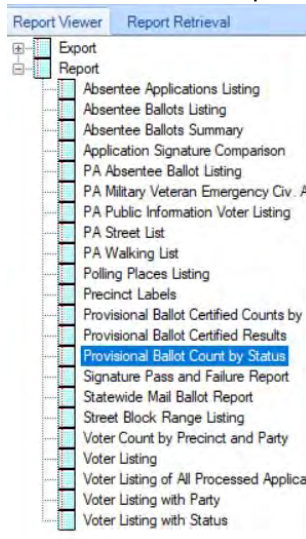 Report Viewer Report Retrieval
Export
Report
Absentee Applications Listing
Absentee Ballots Listing
Absentee Ballots Summary
Application Signature Comparison
PA Absentee Ballot Listing
PA Military Veteran Emergency Civ. A
PA Public Information Voter Listing
PA Street List
PA Walking List
Polling Places Listing
Precinct Labels
Provisional Ballot Certified Counts by
Provisional Ballot Certified Results
Provisional Ballot Count by Status
Signature Pass and Failure Report
Statewide Mail Ballot Report
Street Block Range Listing
Voter Count by Precinct and Party
Voter Listing
Voter Listing of All Processed Applica
Voter Listing with Party
Voter Listing with Status